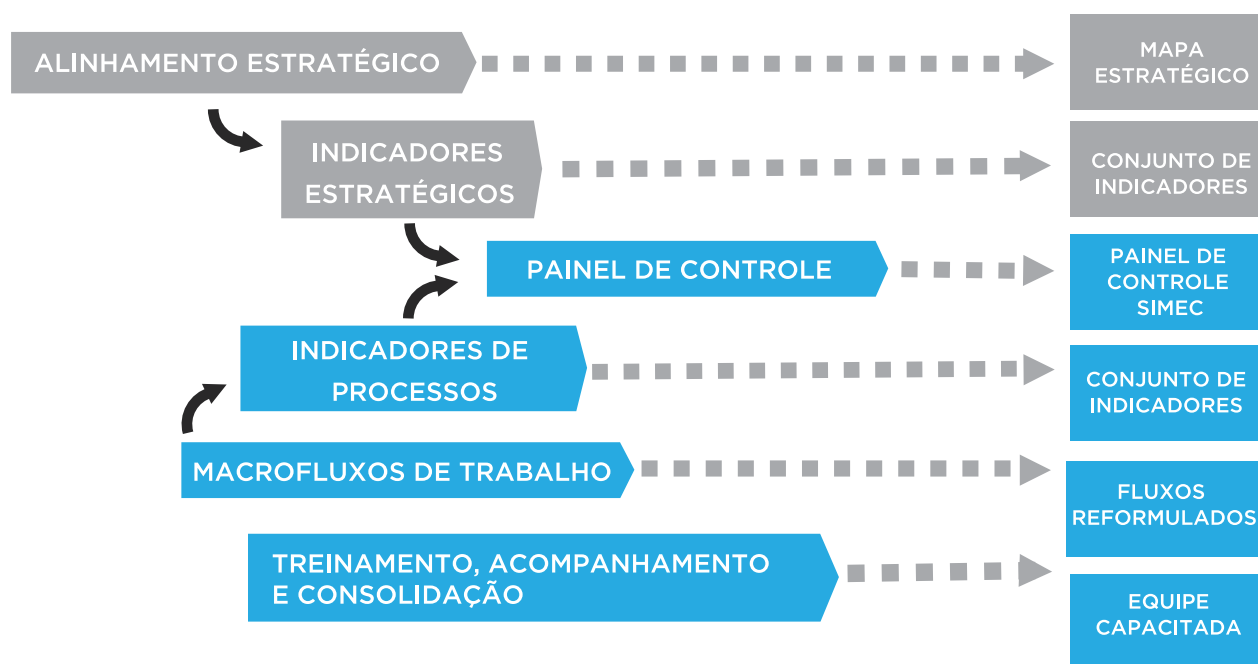 ALINHAMENTO ESTRATÉGICO
MAPA
ESTRATÉGICO
INDICADORES
ESTRATÉGICOS
CONJUNTO DE
INDICADORES
PAINEL DE CONTROLE
PAINEL DE
CONTROLE
SIMEC
INDICADORES DE
PROCESSOS
CONJUNTO DE
INDICADORES
MACROFLUXOS DE TRABALHO
FLUXOS
REFORMULADOS
TREINAMENTO, ACOMPANHAMENTO
E CONSOLIDAÇÃO
EQUIPE
CAPACITADA